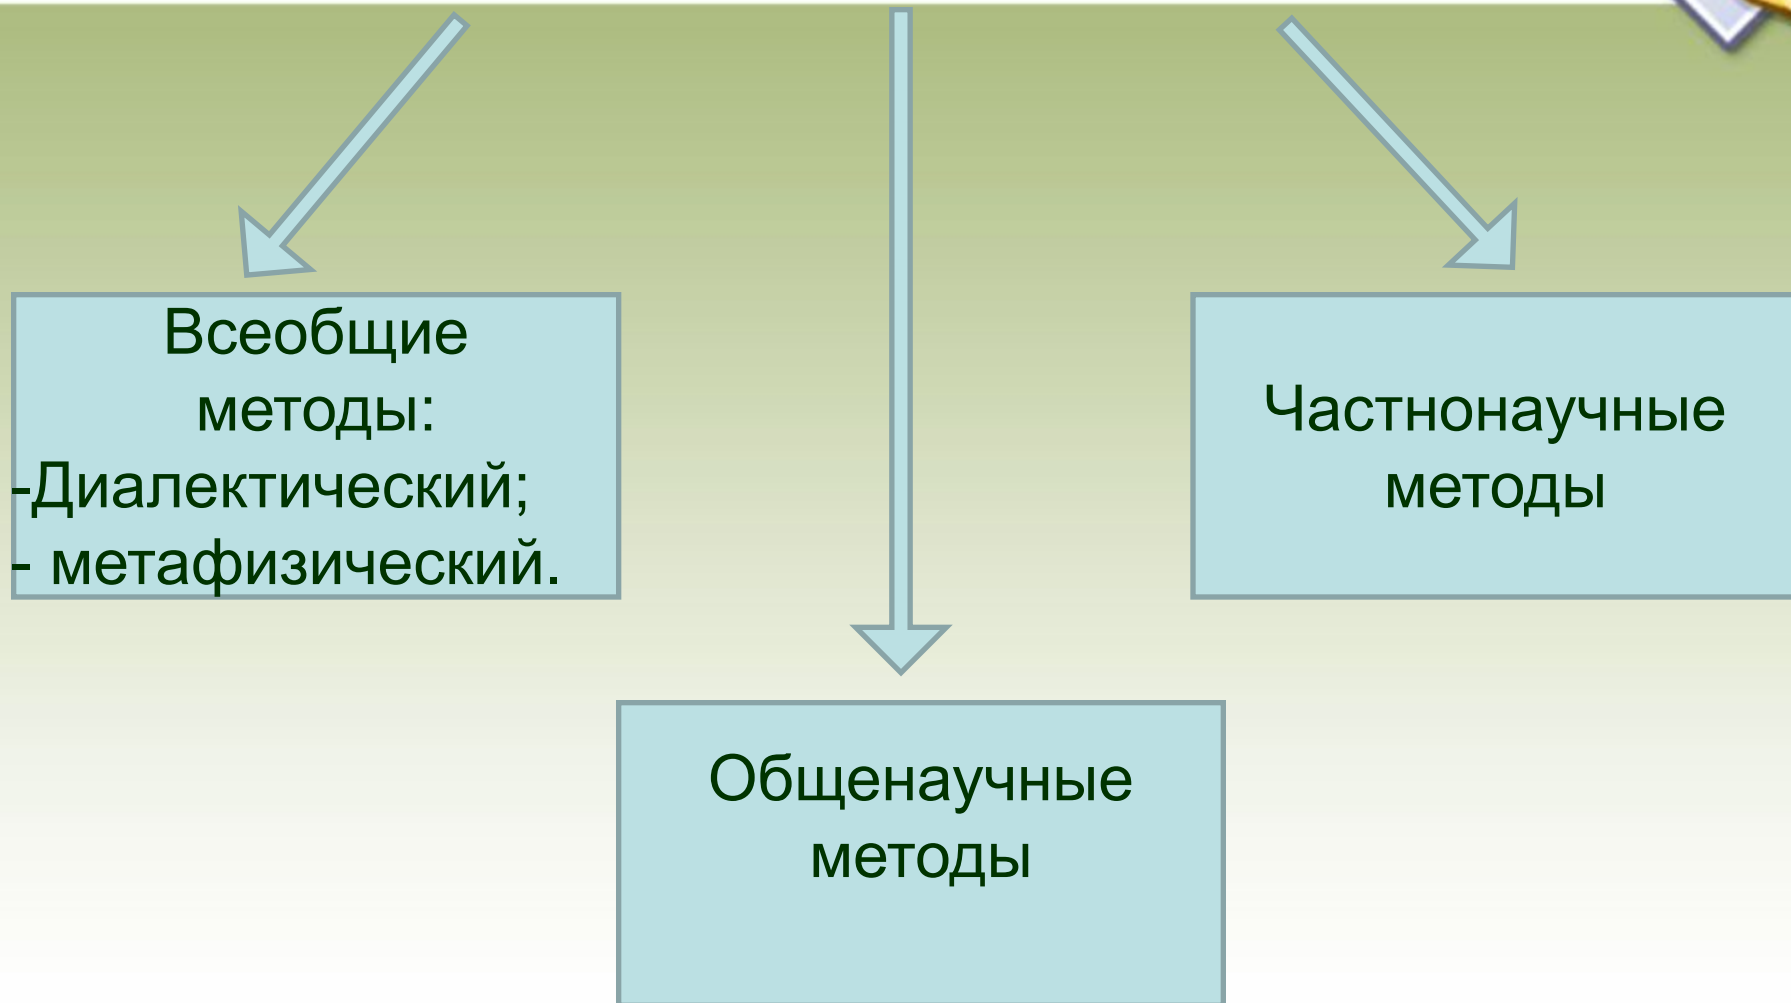 Всеобщие
методы:
-Диалектический;
- метафизический.
Частнонаучные
методы
Общенаучные
методы